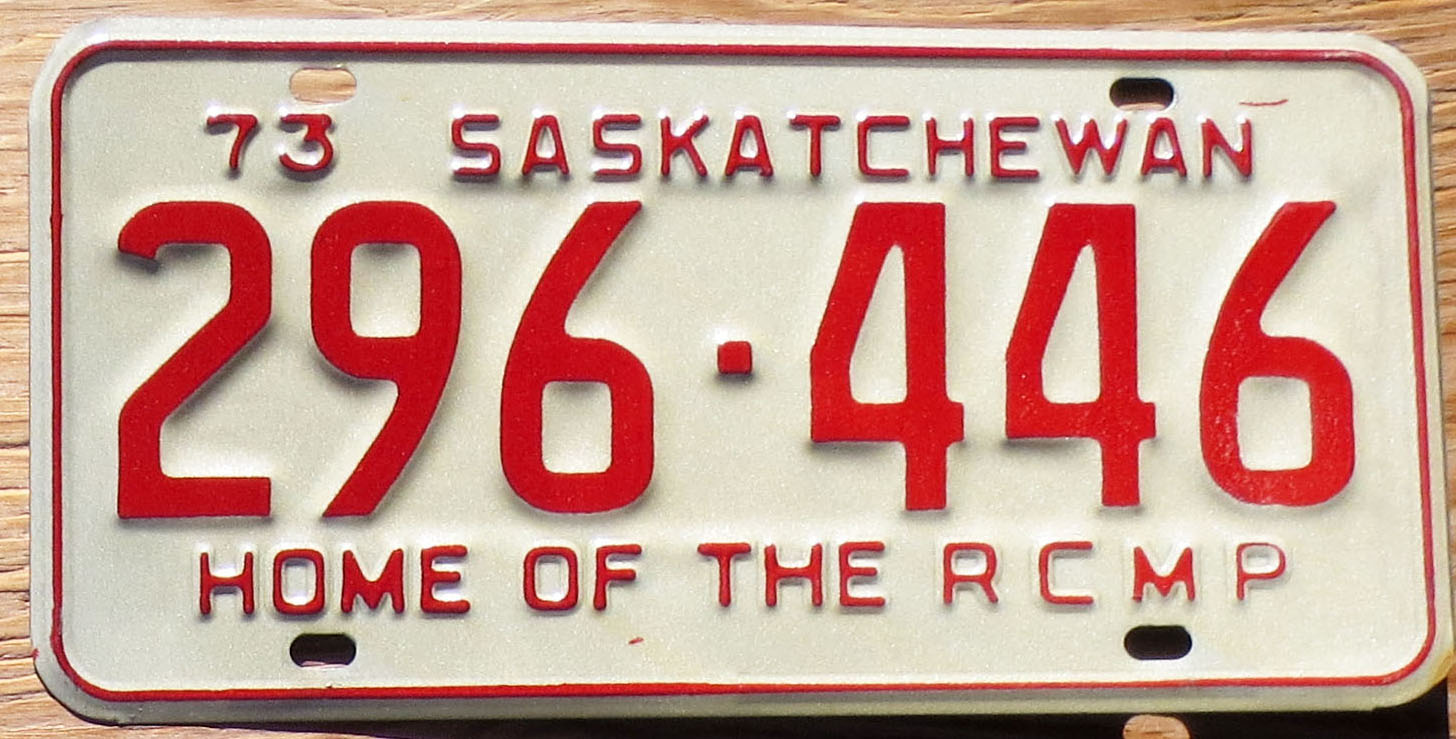 73 SASKATCHEWAN
296·446
HOME OF THE RCMP